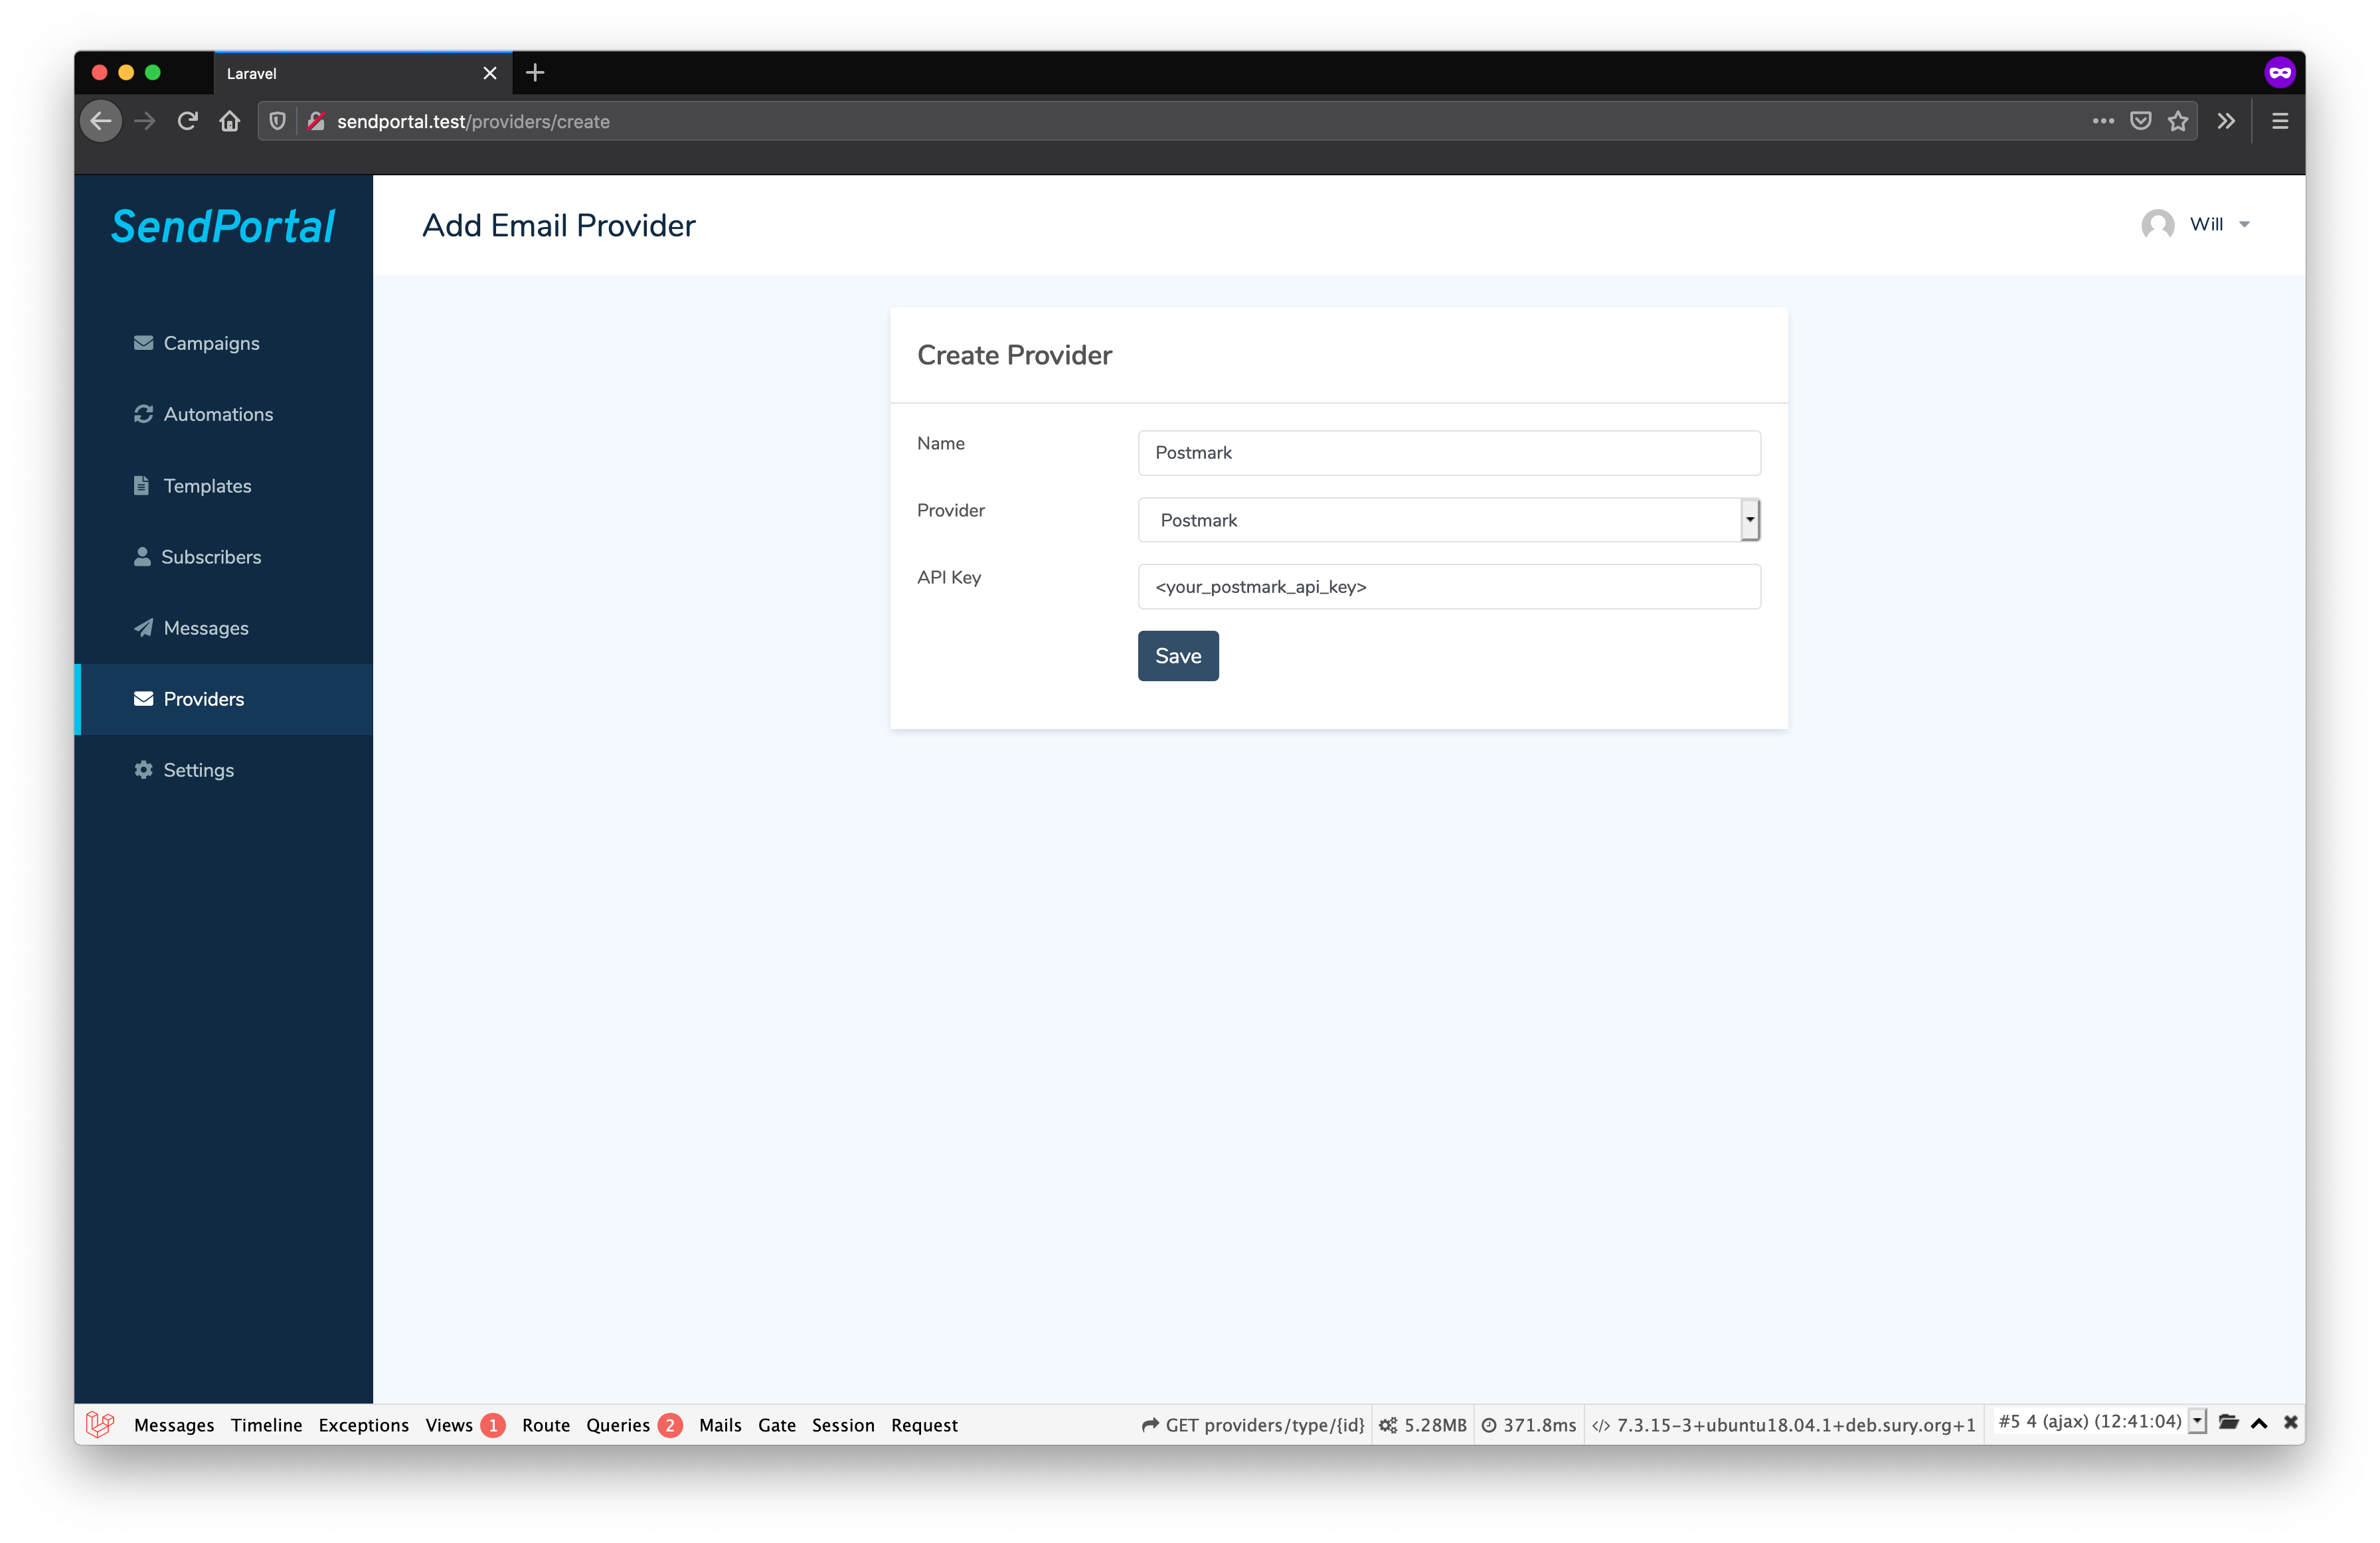 Laravel
sendportal.test/providers/create
SendPortal
Add Email Provider
Will
Campaigns
Automations
Templates
Subscribers
Messages
Providers
Settings
Create Provider
Name
Postmark
Provider
Postmark
API Key
<your_postmark_api_key>
Save
Messages Timeline Exceptions Views 1 Route Queries 2 Mails Gate Session Request GET providers/type/{id} 5.28MB 371.8ms </> 7.3.15-3+ubuntu18.04.1+deb.sury.org+1 #5 4 (ajax) (12:41:04)